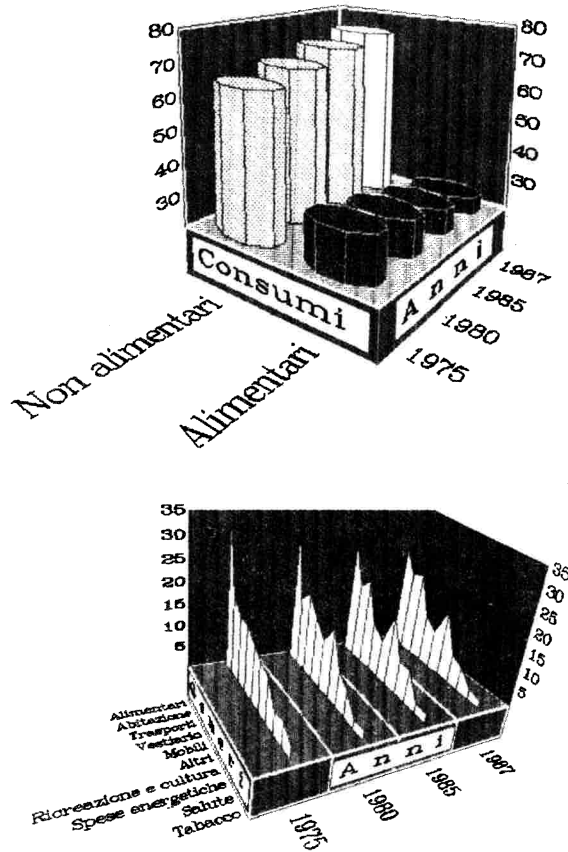 80
70
60
50
40
30
80
70
60
50
40
30
Consumi
Anni
1987
1985
1980
1975
Non alimentari
Alimentari
35
30
25
20
15
10
5
35
30
25
20
15
10
5
Alimentari
Abitazione
Trasporti
Vestiario
Mobili
Altri
Ricreazione e cultura
Spese energetiche
Salute
Tabacco
Anni
1975
1980
1985
1987